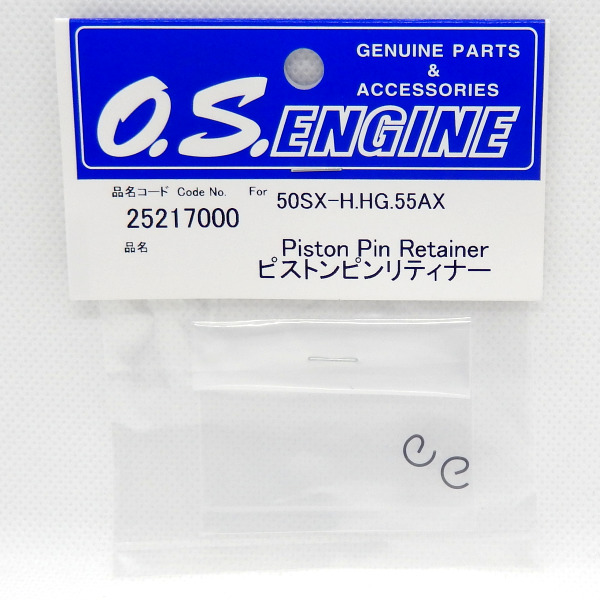 GENUINE PARTS
&
ACCESSORIES
O.S.ENGINE
品名コード Code No. For 50SX-H.HG.55AX
25217000
品名 Piston Pin Retainer
ピストンピンリティナー